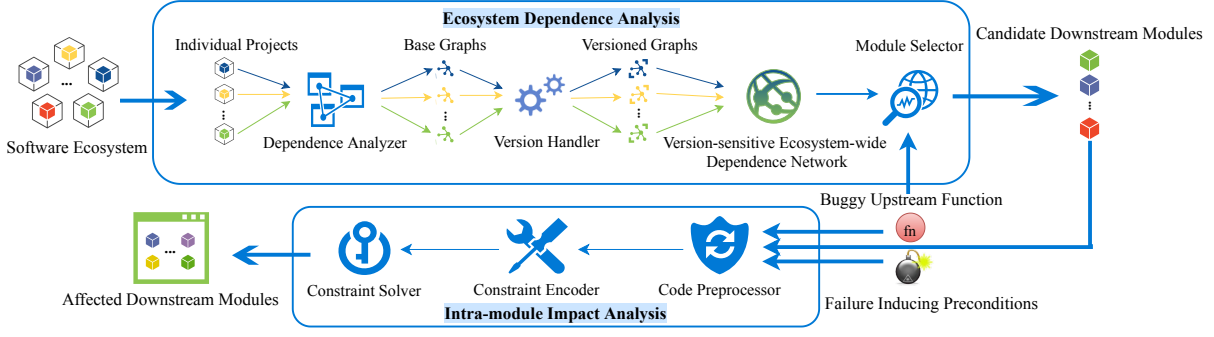 Ecosystem Dependence Analysis
Individual Projects
Base Graphs
Versioned Graphs
Module Selector
Candidate Downstream Modules
...
Software Ecosystem
Dependence Analyzer
Version Handler
Version-sensitive Ecosystem-wide
Dependence Network
Buggy Upstream Function
fn
Failure Inducing Preconditions
Code Preprocessor
Constraint Encoder
Constraint Solver
...
Affected Downstream Modules
Intra-module Impact Analysis